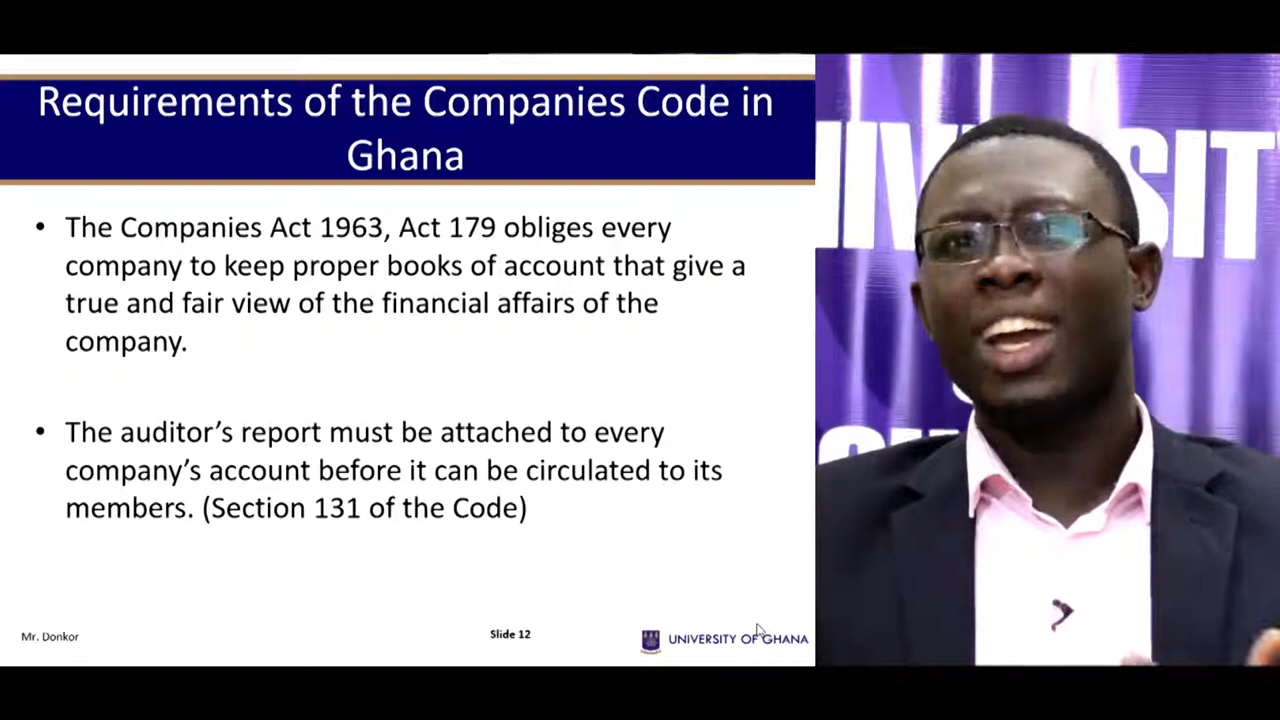 Requirements of the Companies Code in
Ghana
• The Companies Act 1963, Act 179 obliges every
company to keep proper books of account that give a
true and fair view of the financial affairs of the
company.
• The auditor’s report must be attached to every
company’s account before it can be circulated to its
members. (Section 131 of the Code)
Mr. Donkor
Slide 12
UNIVERSITY OF GHANA